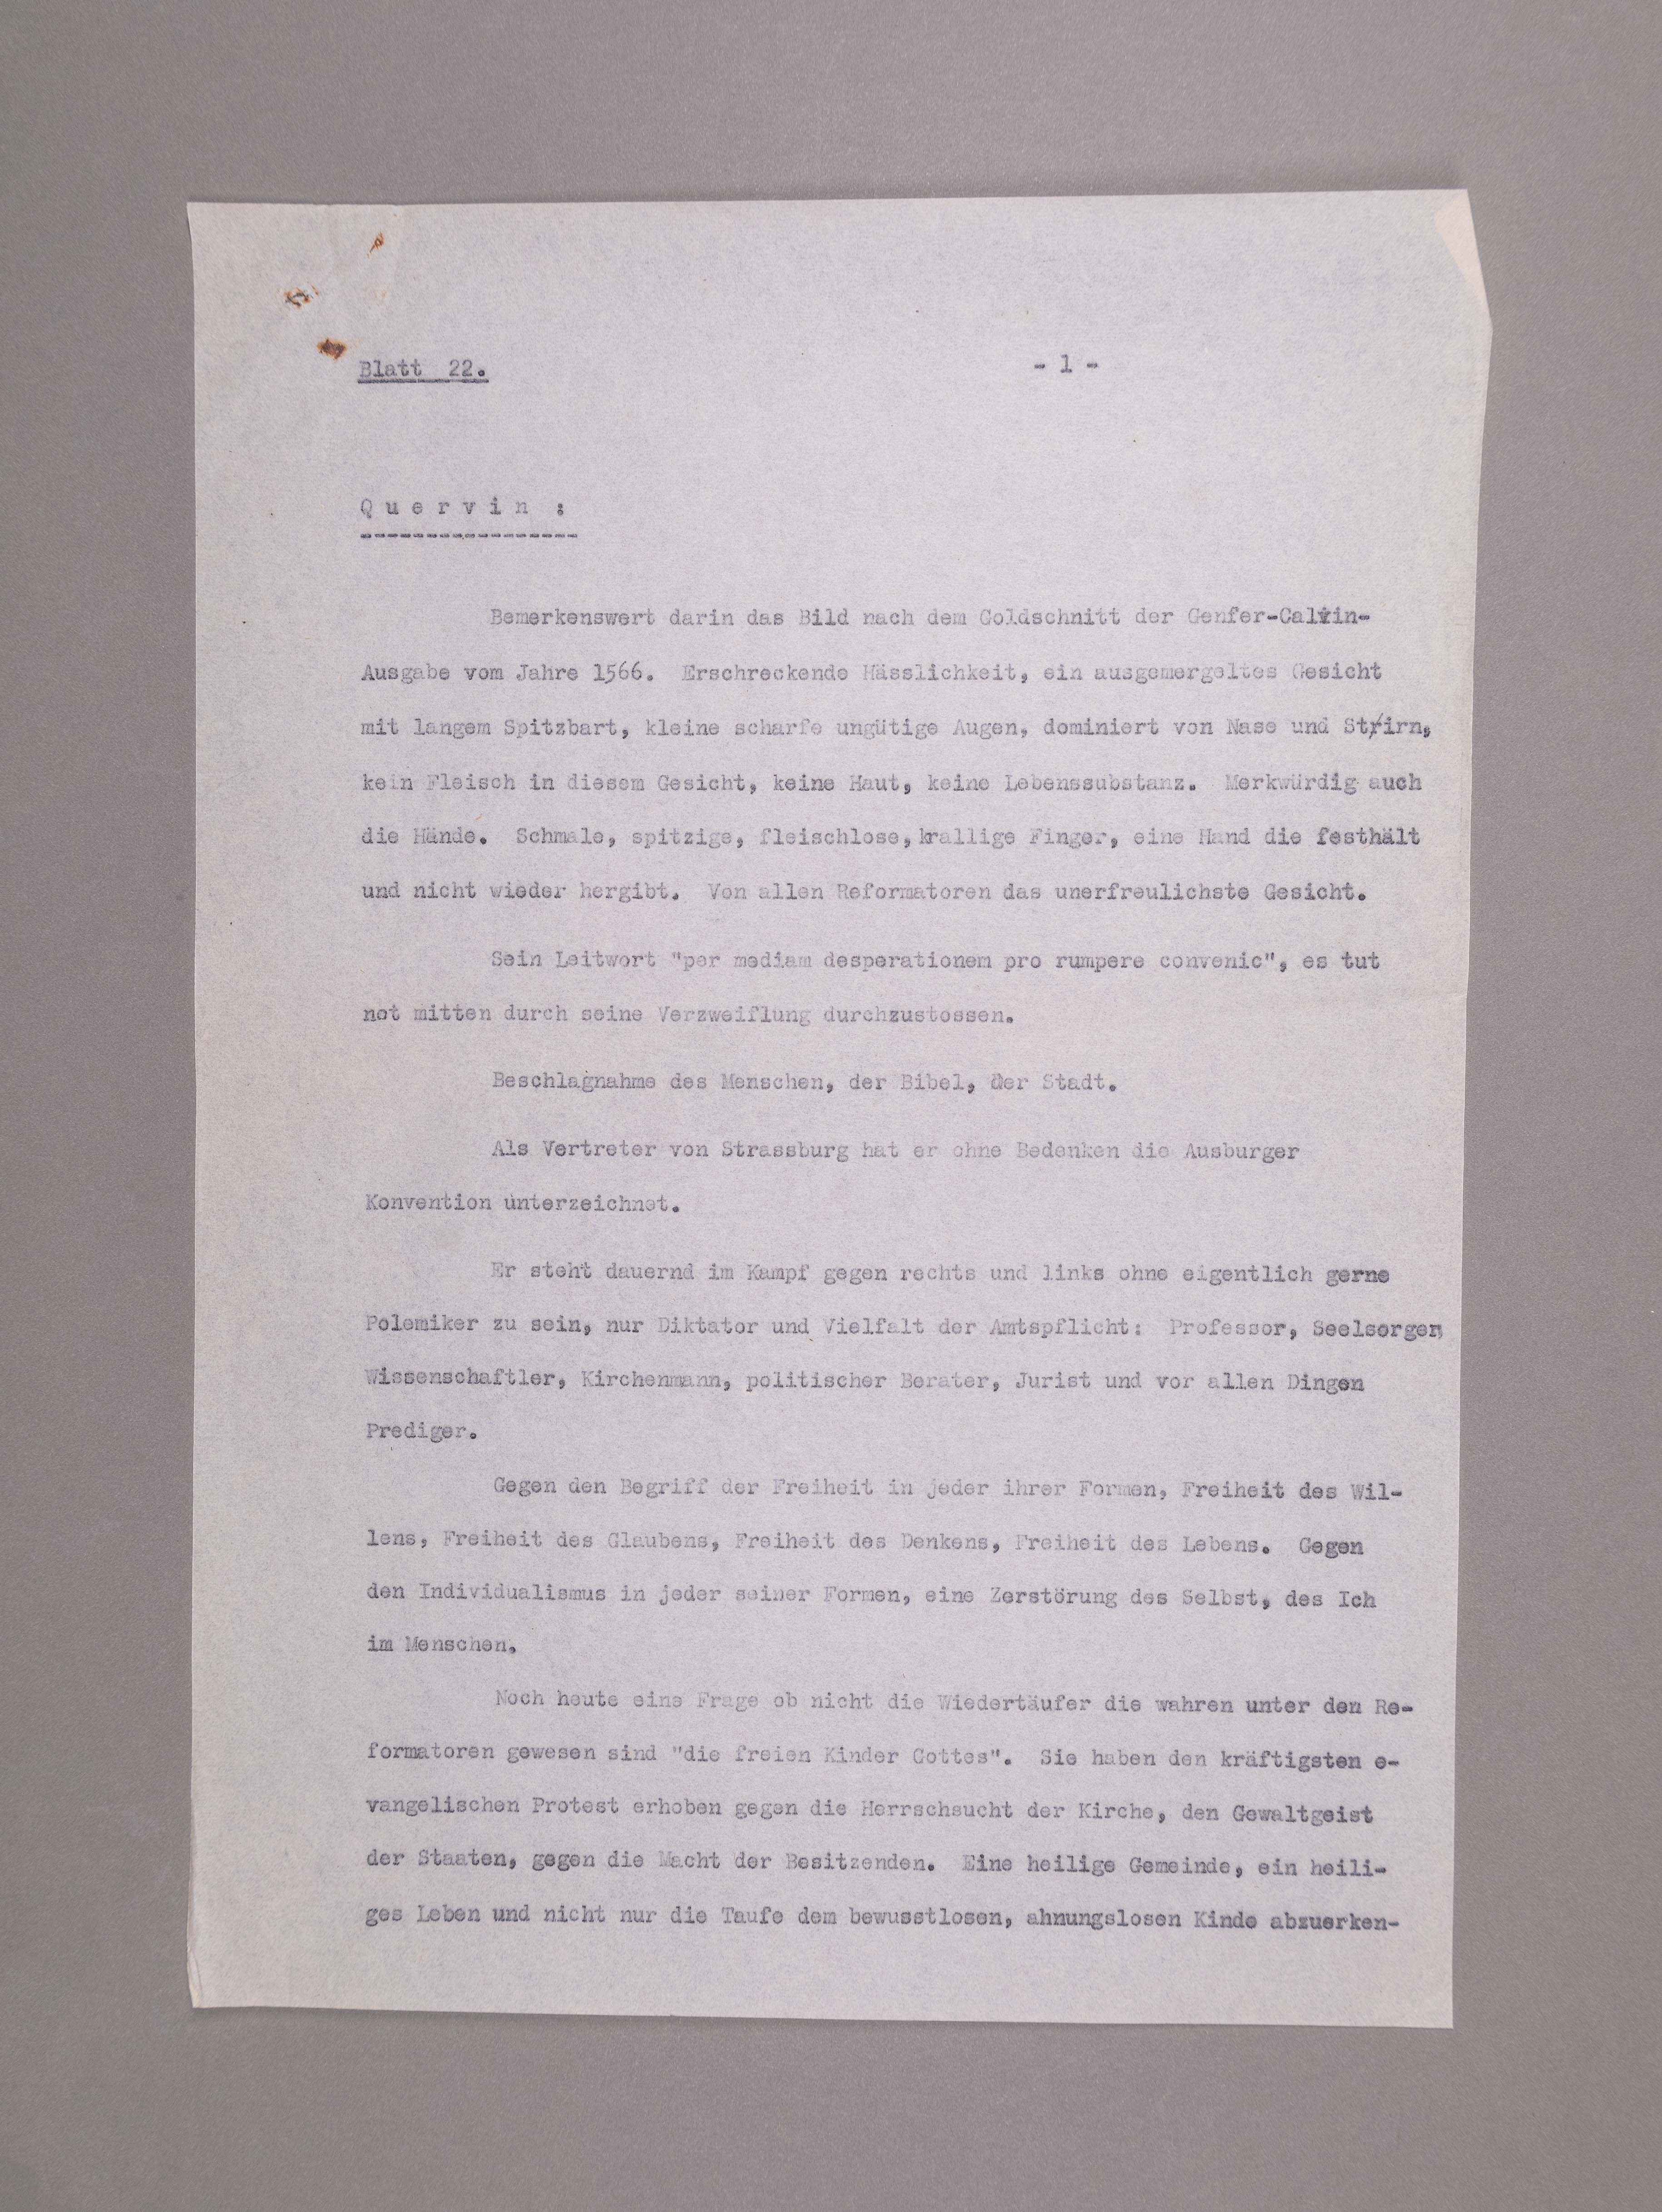 Blatt 22.
- 1 -
Quervin :
Bemerkenswert darin das Bild nach dem Goldschnitt der Genfer-Calvin-
Ausgabe vom Jahre 1566. Erschreckende Hässlichkeit, ein ausgemergeltes Gesicht
mit langem Spitzbart, kleine scharfe ungütige Augen, dominiert von Nase und Stirn,
kein Fleisch in diesem Gesicht, keine Haut, keine Lebenssubstanz. Merkwürdig auch
die Hände. Schmale, spitzige, fleischlose, krallige Finger, eine Hand die festhält
und nicht wieder hergibt. Von allen Reformatoren das unerfreulichste Gesicht.
Sein Leitwort "per mediam desperationem pro rumpere convenic", es tut
not mitten durch seine Verzweiflung durchzustossen.
Beschlagnahme des Menschen, der Bibel, der Stadt.
Als Vertreter von Strassburg hat er ohne Bedenken die Ausburger
Konvention unterzeichnet.
Er steht dauernd im Kampf gegen rechts und links ohne eigentlich gerne
Polemiker zu sein, nur Diktator und Vielfalt der Amtspflicht: Professor, Seelsorger,
Wissenschaftler, Kirchenmann, politischer Berater, Jurist und vor allen Dingen
Prediger.
Gegen den Begriff der Freiheit in jeder ihrer Formen, Freiheit des Wil-
lens, Freiheit des Glaubens, Freiheit des Denkens, Freiheit des Lebens. Gegen
den Individualismus in jeder seiner Formen, eine Zerstörung des Selbst, des Ich
im Menschen.
Noch heute eine Frage ob nicht die Wiedertäufer die wahren unter den Re-
formatoren gewesen sind "die freien Kinder Gottes". Sie haben den kräftigsten e-
vangelischen Protest erhoben gegen die Herrschsucht der Kirche, den Gewaltgeist
der Staaten, gegen die Macht der Besitzenden. Eine heilige Gemeinde, ein heili-
ges Leben und nicht nur die Taufe dem bewusstlosen, ahnungslosen Kinde abzuerken-